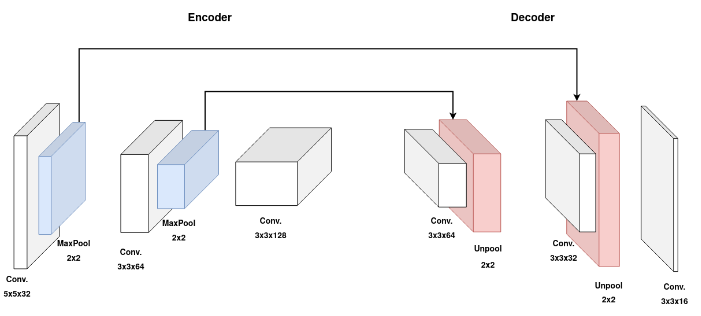 Encoder
Decoder
Conv.
5x5x32
MaxPool
2x2
Conv.
3x3x64
MaxPool
2x2
Conv.
3x3x128
Conv.
3x3x64
Unpool
2x2
Conv.
3x3x32
Unpool
2x2
Conv.
3x3x16